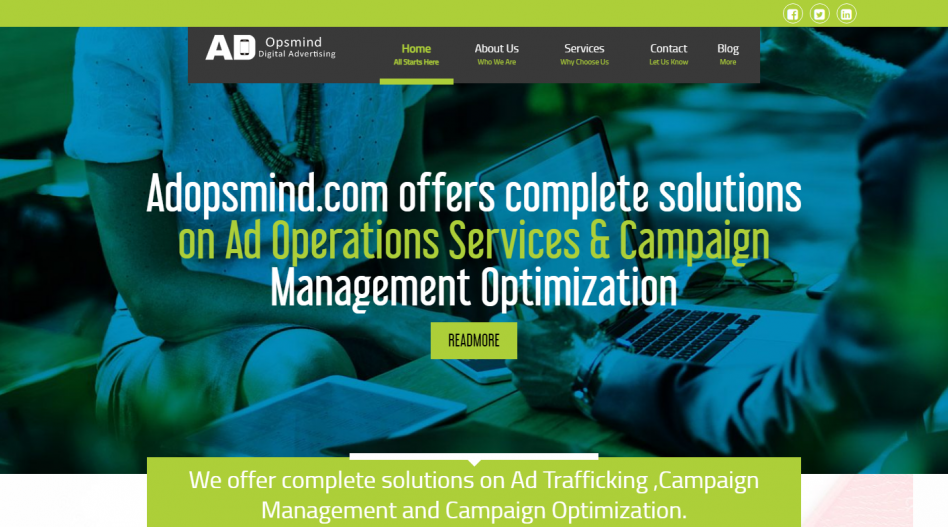 AD Opsmind
Digital Advertising
Home About Us Services Contact Blog
All Starts Here Who We Are Why Choose Us Let Us Know More
Adopsmind.com offers complete solutions
on Ad Operations Services & Campaign
Management Optimization
READMORE
We offer complete solutions on Ad Trafficking ,Campaign
Management and Campaign Optimization.